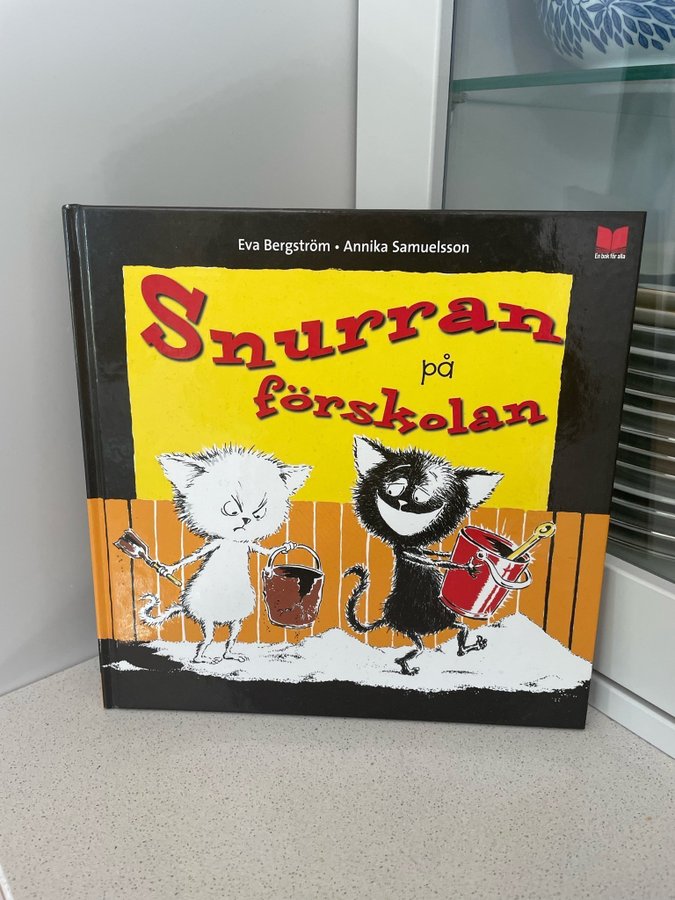 Eva Bergström • Annika Samuelsson
En bok för alla
Snurran
på
förskolan